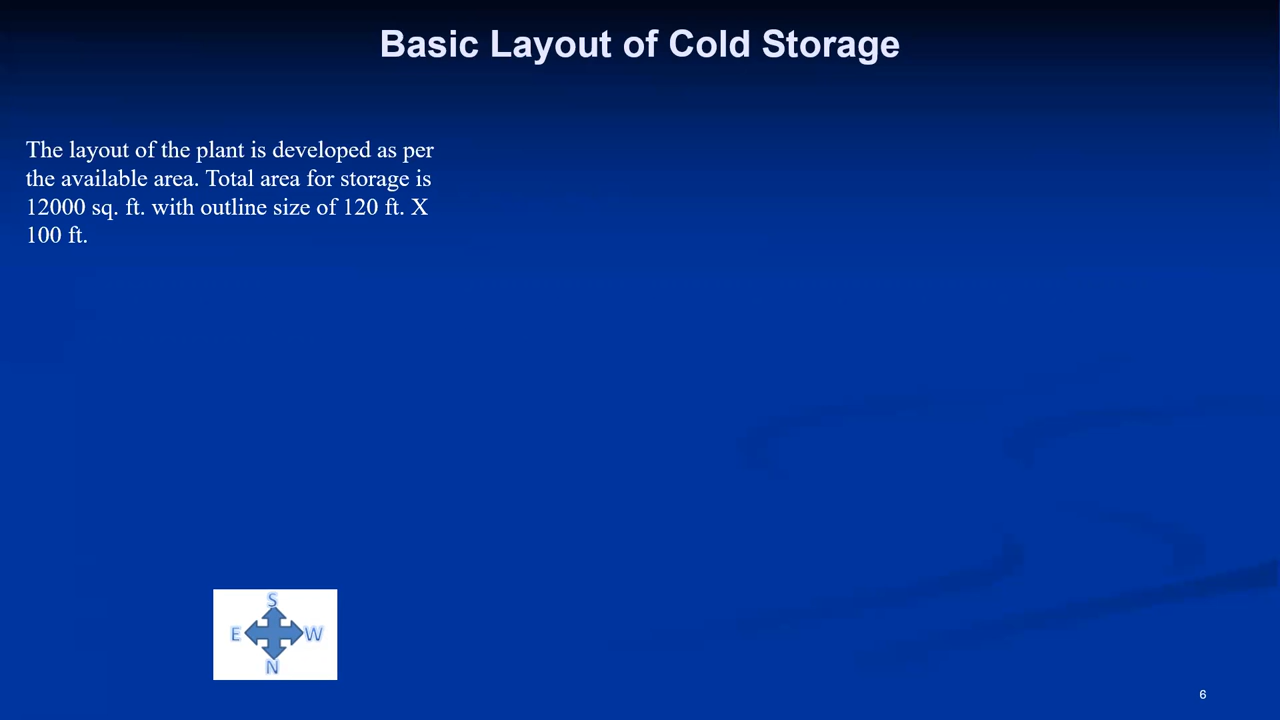 Basic Layout of Cold Storage
The layout of the plant is developed as per
the available area. Total area for storage is
12000 sq. ft. with outline size of 120 ft. X
100 ft.
S
E W
N
6